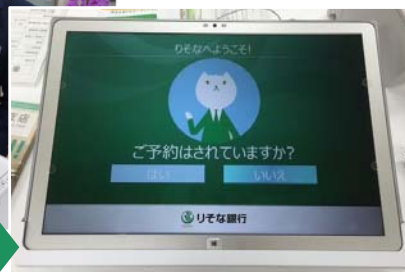 りそなへようこそ!
ご予約はされていますか?
はい
いいえ
りそな銀行